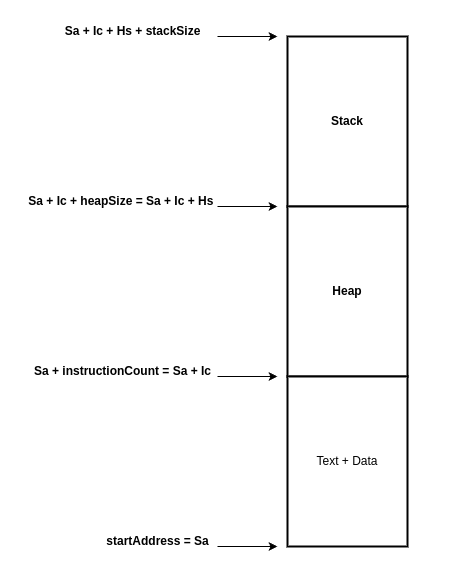 Sa + Ic + Hs + stackSize
Stack
Sa + Ic + heapSize = Sa + Ic + Hs
Heap
Sa + instructionCount = Sa + Ic
Text + Data
startAddress = Sa